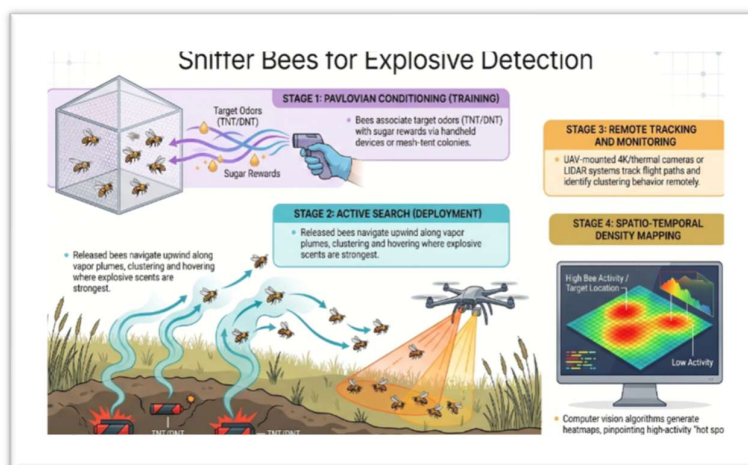 Sniffer Bees for Explosive Detection
STAGE 1: PAVLOVIAN CONDITIONING (TRAINING)
Target Odors
(TNT/DNT)
Sugar Rewards
• Bees associate target odors (TNT/DNT)
with sugar rewards via handheld
devices or mesh-tent colonies.
STAGE 2: ACTIVE SEARCH (DEPLOYMENT)
• Released bees navigate upwind along
vapor plumes, clustering and hovering
where explosive scents are strongest.
• Released bees navigate upwind along
vapor plumes, clustering and hovering
where explosive scents are
strongest.
TNT/DNT
TNT/DNT
STAGE 3: REMOTE TRACKING
AND MONITORING
• UAV-mounted 4K/thermal cameras or
LIDAR systems track flight paths and
identify clustering behavior remotely.
STAGE 4: SPATIO-TEMPORAL
DENSITY MAPPING
High Bee Activity /
Target Location
Low Activity
• Computer vision algorithms generate
heatmaps, pinpointing high-activity "hot spo